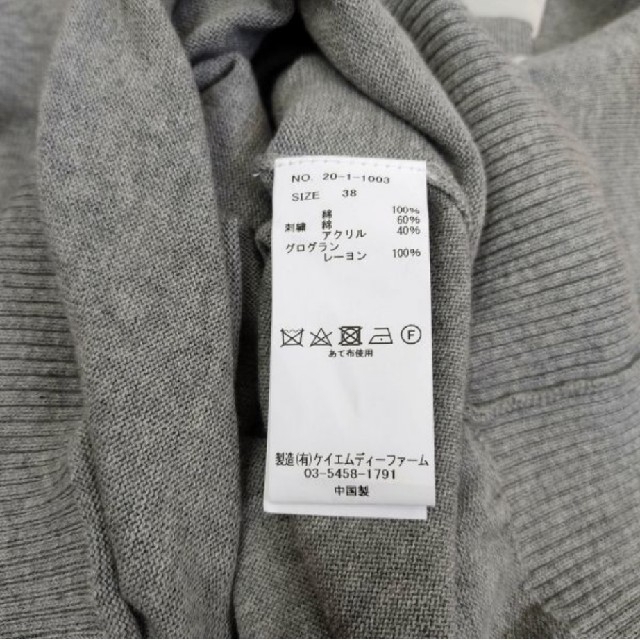 NO. 20-1-1003
SIZE 38
綿 100%
刺繍 綿 60%
アクリル 40%
グログラン
レーヨン 100%
F
あて布使用
製造(有)ケイエムディーファーム
03-5458-1791
中国製